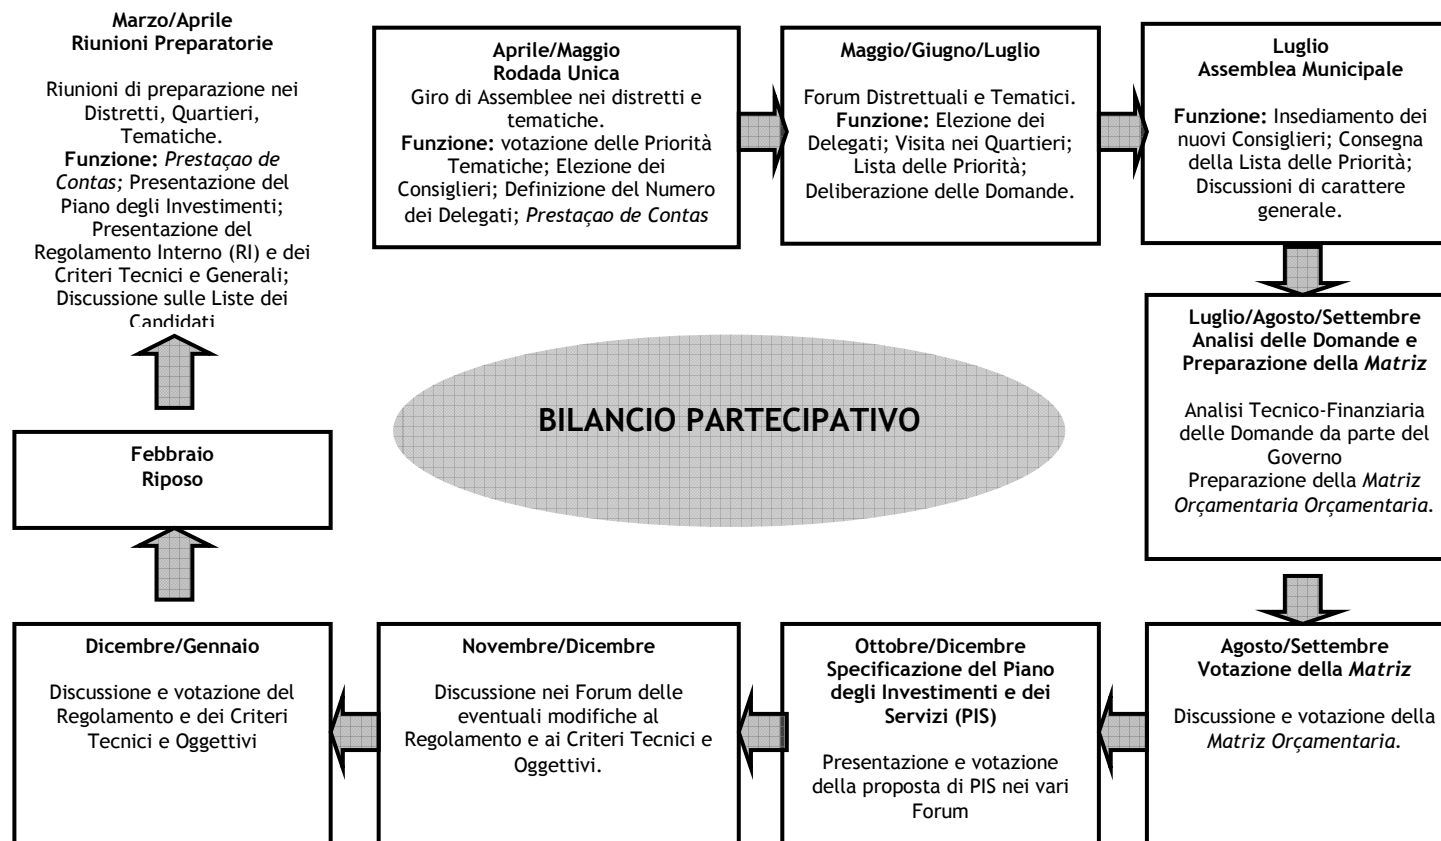 Marzo/Aprile
Riunioni Preparatorie
Riunioni di preparazione nei
Distretti, Quartieri,
Tematiche.
Funzione: Prestaçao de
Contas; Presentazione del
Piano degli Investimenti;
Presentazione del
Regolamento Interno (RI) e dei
Criteri Tecnici e Generali;
Discussione sulle Liste dei
Candidati
Aprile/Maggio
Rodada Unica
Giro di Assemblee nei distretti e
tematiche.
Funzione: votazione delle Priorità
Tematiche; Elezione dei
Consiglieri; Definizione del Numero
dei Delegati; Prestaçao de Contas
Maggio/Giugno/Luglio
Forum Distrettuali e Tematici.
Funzione: Elezione dei
Delegati; Visita nei Quartieri;
Lista delle Priorità;
Deliberazione delle Domande.
Luglio
Assemblea Municipale
Funzione: Insediamento dei
nuovi Consiglieri; Consegna
della Lista delle Priorità;
Discussioni di carattere
generale.
Luglio/Agosto/Settembre
Analisi delle Domande e
Preparazione della Matriz
Analisi Tecnico-Finanziaria
delle Domande da parte del
Governo
Preparazione della Matriz
Orçamentaria Orçamentaria.
BILANCIO PARTECIPATIVO
Agosto/Settembre
Votazione della Matriz
Discussione e votazione della
Matriz Orçamentaria.
Ottobre/Dicembre
Specificazione del Piano
degli Investimenti e dei
Servizi (PIS)
Presentazione e votazione
della proposta di PIS nei vari
Forum
Novembre/Dicembre
Discussione nei Forum delle
eventuali modifiche al
Regolamento e ai Criteri Tecnici e
Oggettivi.
Dicembre/Gennaio
Discussione e votazione del
Regolamento e dei Criteri
Tecnici e Oggettivi
Febbraio
Riposo